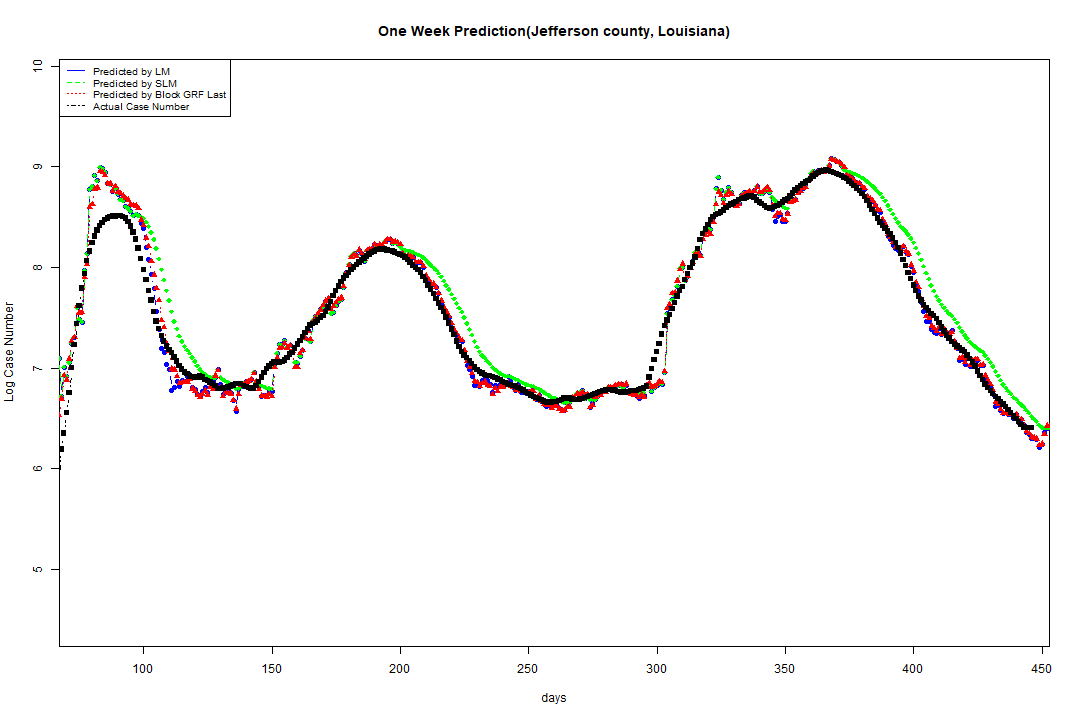 One Week Prediction(Jefferson county, Louisiana)
Predicted by LM
Predicted by SLM
Predicted by Block GRF Last
Actual Case Number
10
9
8
7
6
5
Log Case Number
100 150 200 250 300 350 400 450
days